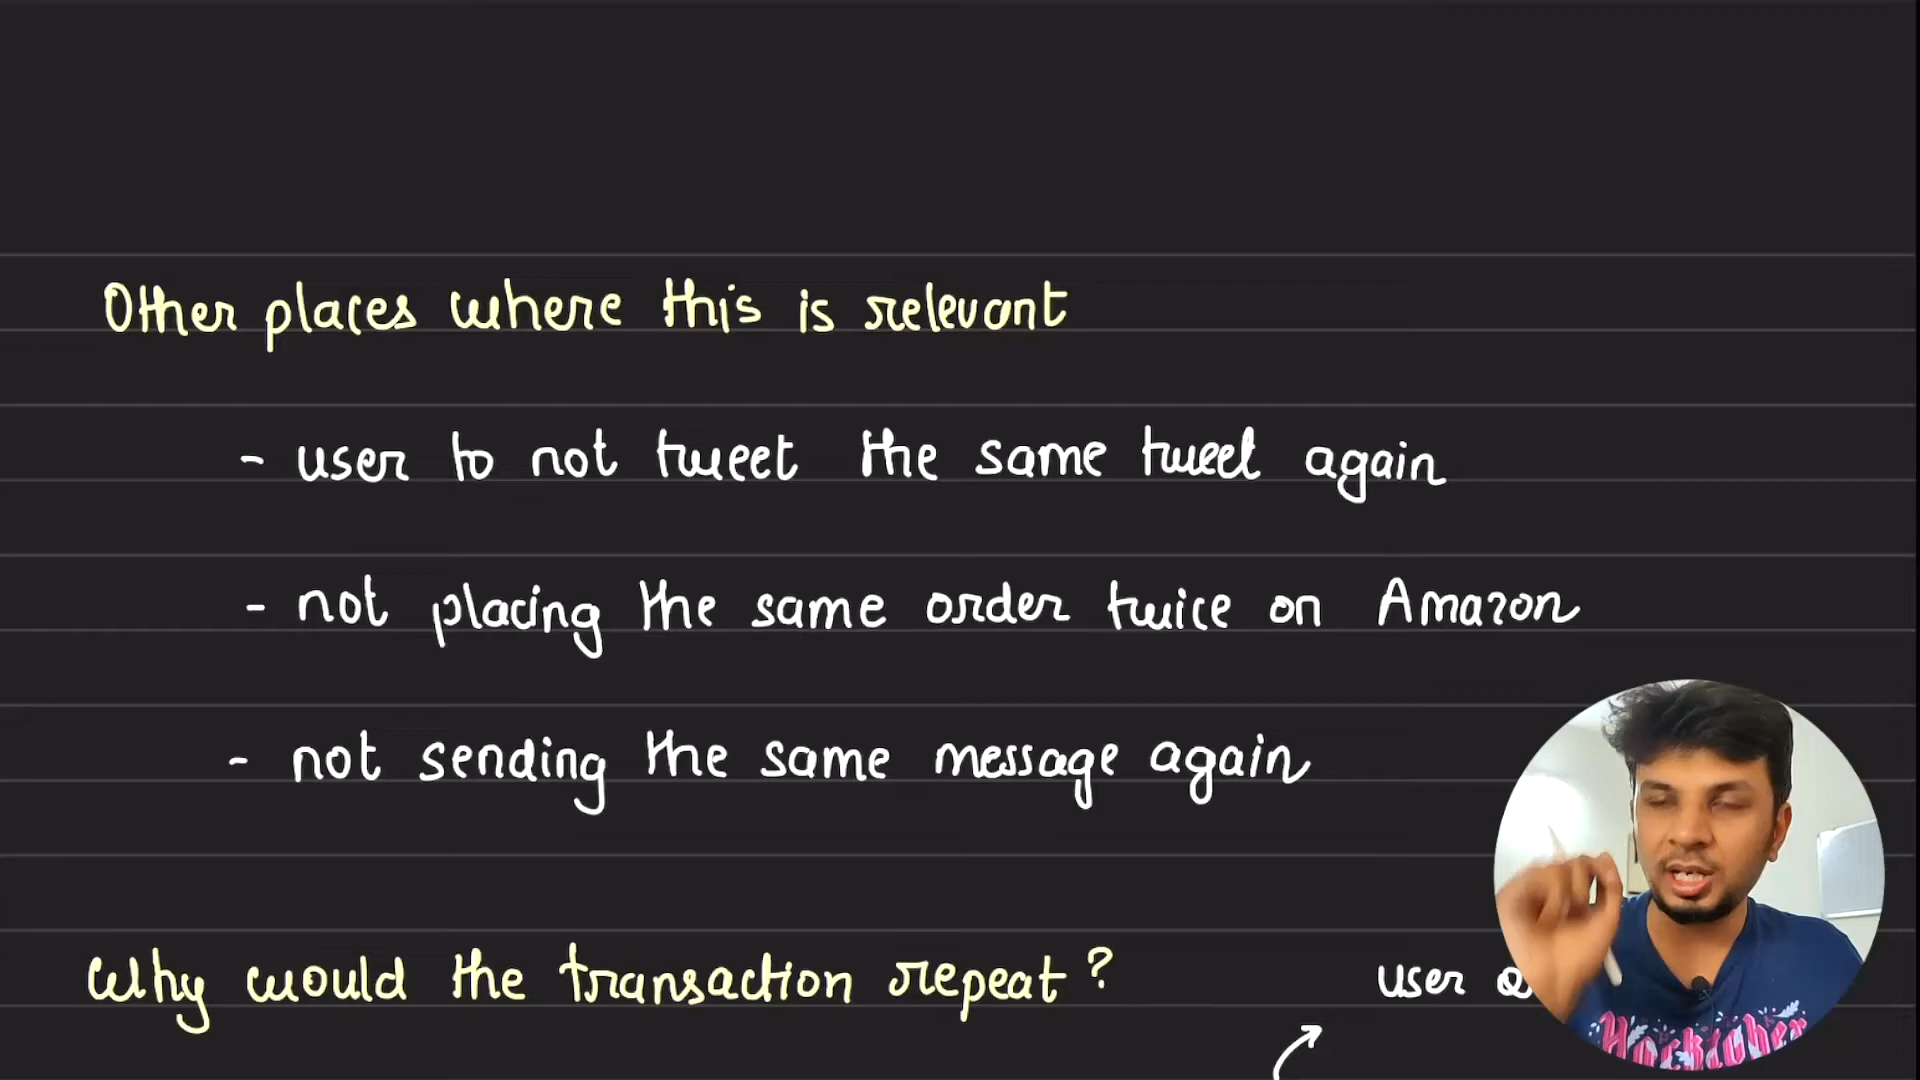 Other places where this is relevant
- user to not tweet the same tweet again
- not placing the same order twice on Amazon
- not sending the same message again
Why would the transaction repeat?
user
Hacktober